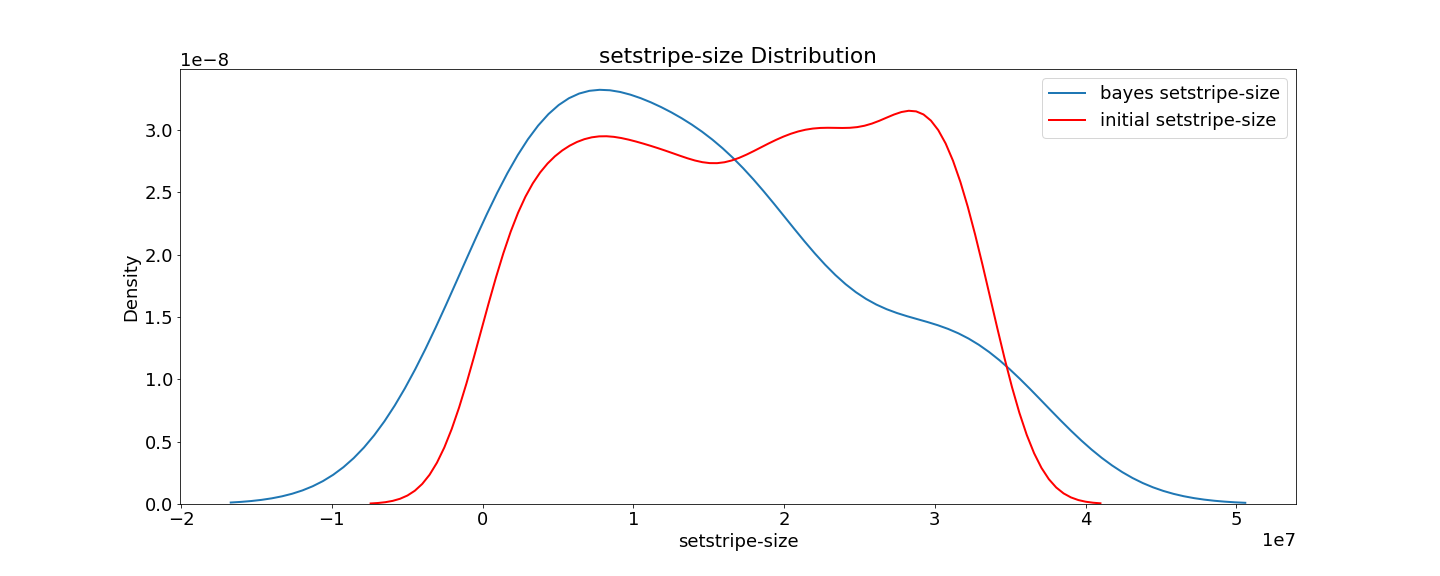 setstripe-size Distribution
1e−8
bayes setstripe-size
initial setstripe-size
3.0
2.5
2.0
1.5
1.0
0.5
0.0
Density
−2
−1
0
1
2
3
4
5
1e7
setstripe-size